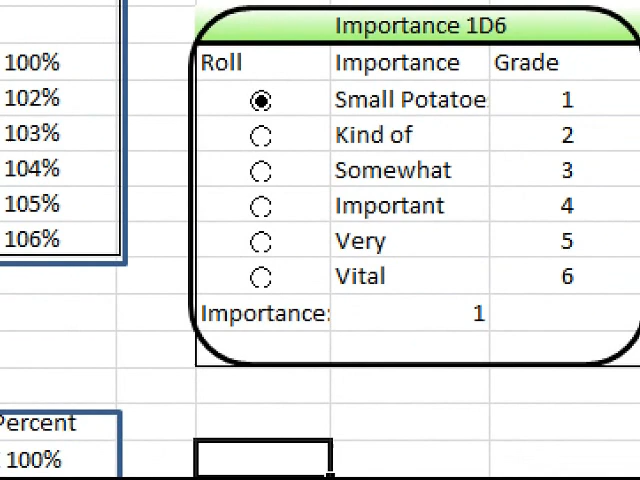 Importance 1D6
100% Roll Importance Grade
102% Small Potatoe 1
103% Kind of 2
104% Somewhat 3
105% Important 4
106% Very 5
Vital 6
Importance: 1
Percent
100%